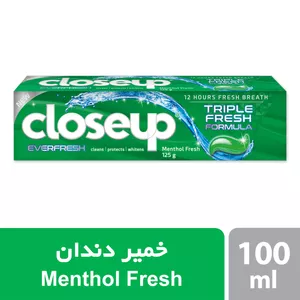 12 HOURS FRESH BREATH
closeup
TRIPLE
FRESH
FORMULA
EVERFRESH
cleans | protects | whitens
Menthol Fresh
125 g
خمیر دندان
Menthol Fresh
100
ml